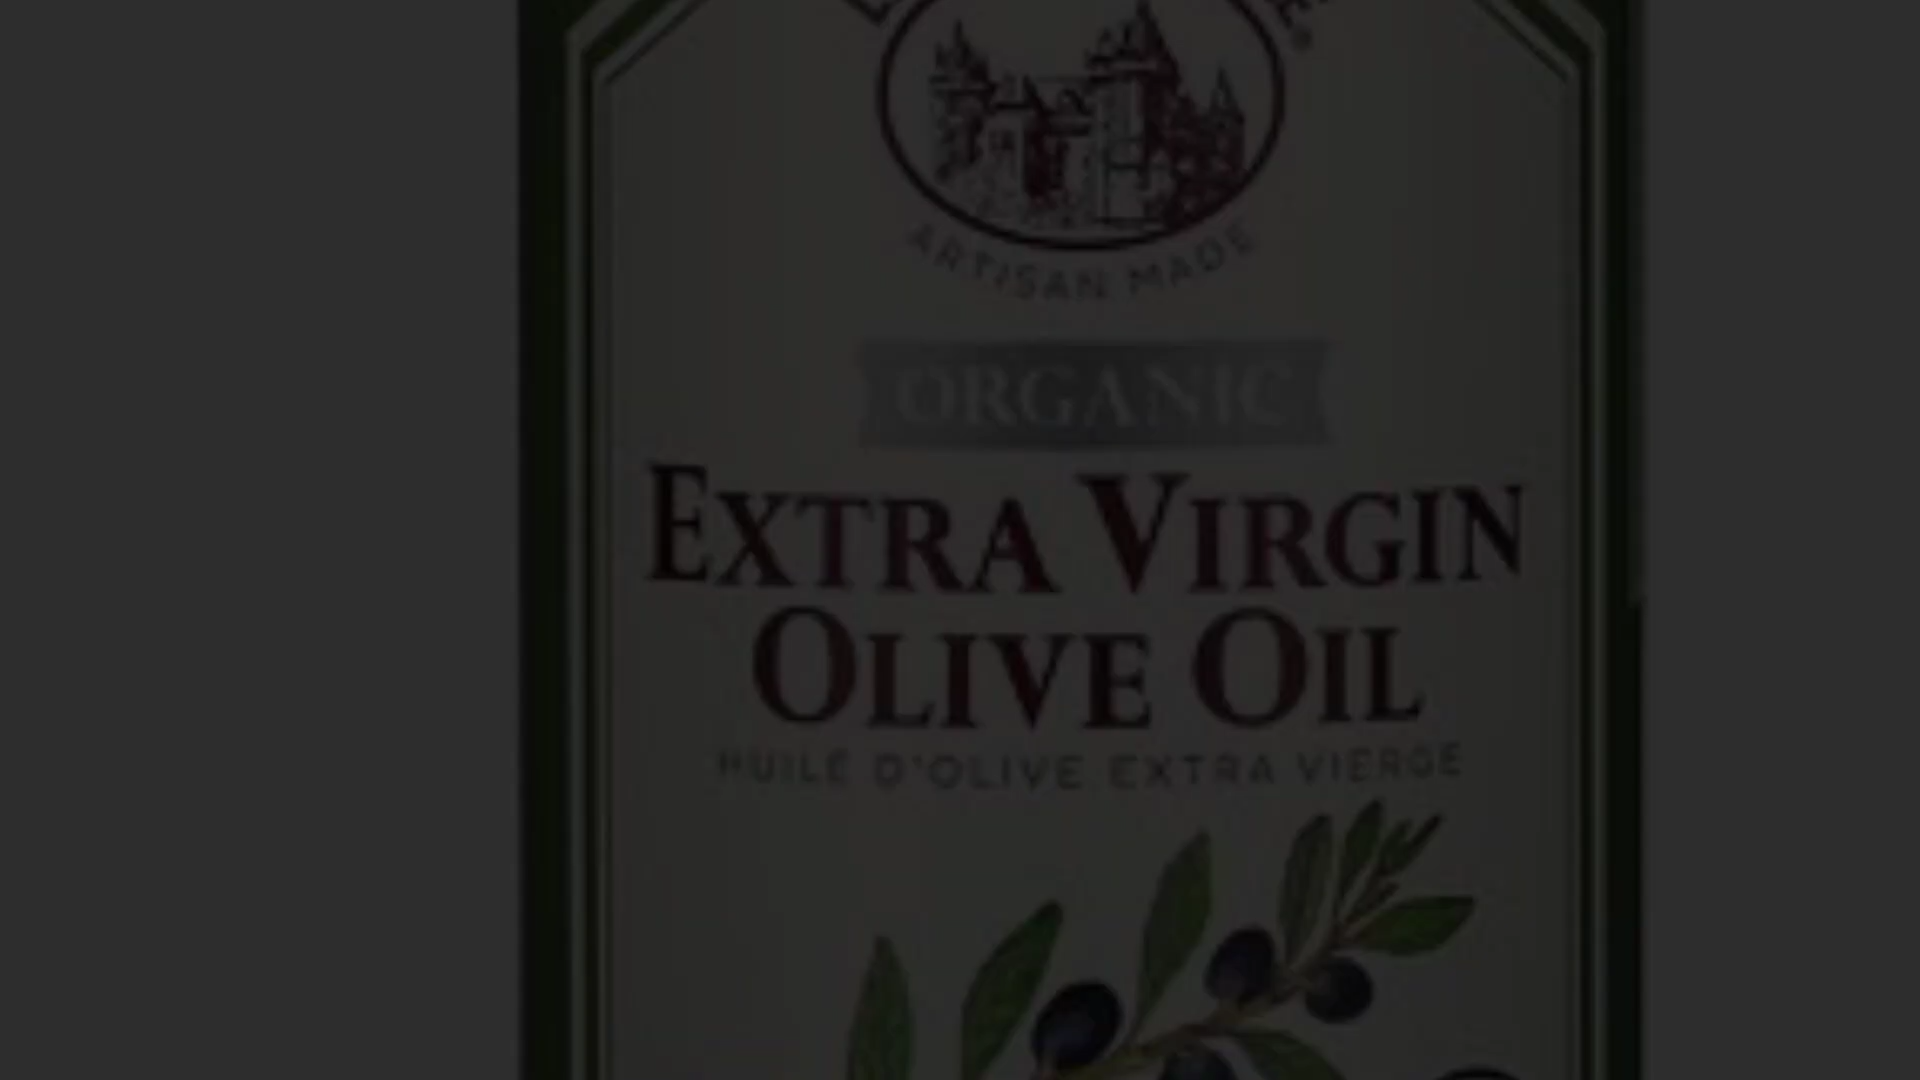 ARTISAN MADE
ORGANIC
EXTRA VIRGIN
OLIVE OIL
HUILE D'OLIVE EXTRA VIERGE